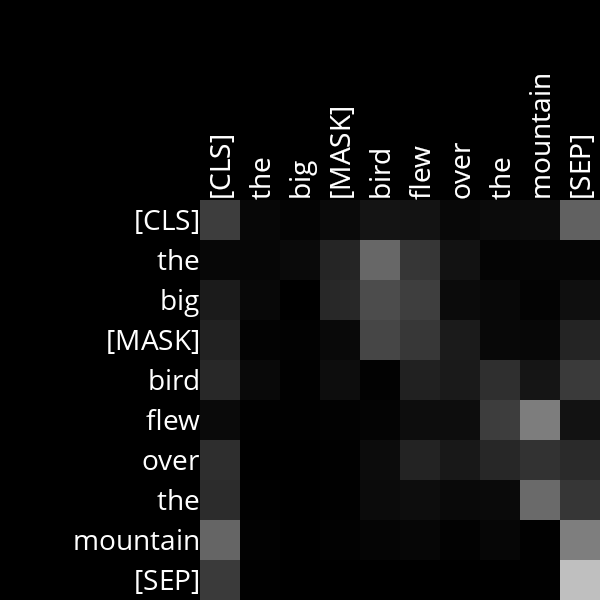 [CLS] the big [MASK] bird flew over the mountain [SEP]
[CLS]
the
big
[MASK]
bird
flew
over
the
mountain
[SEP]